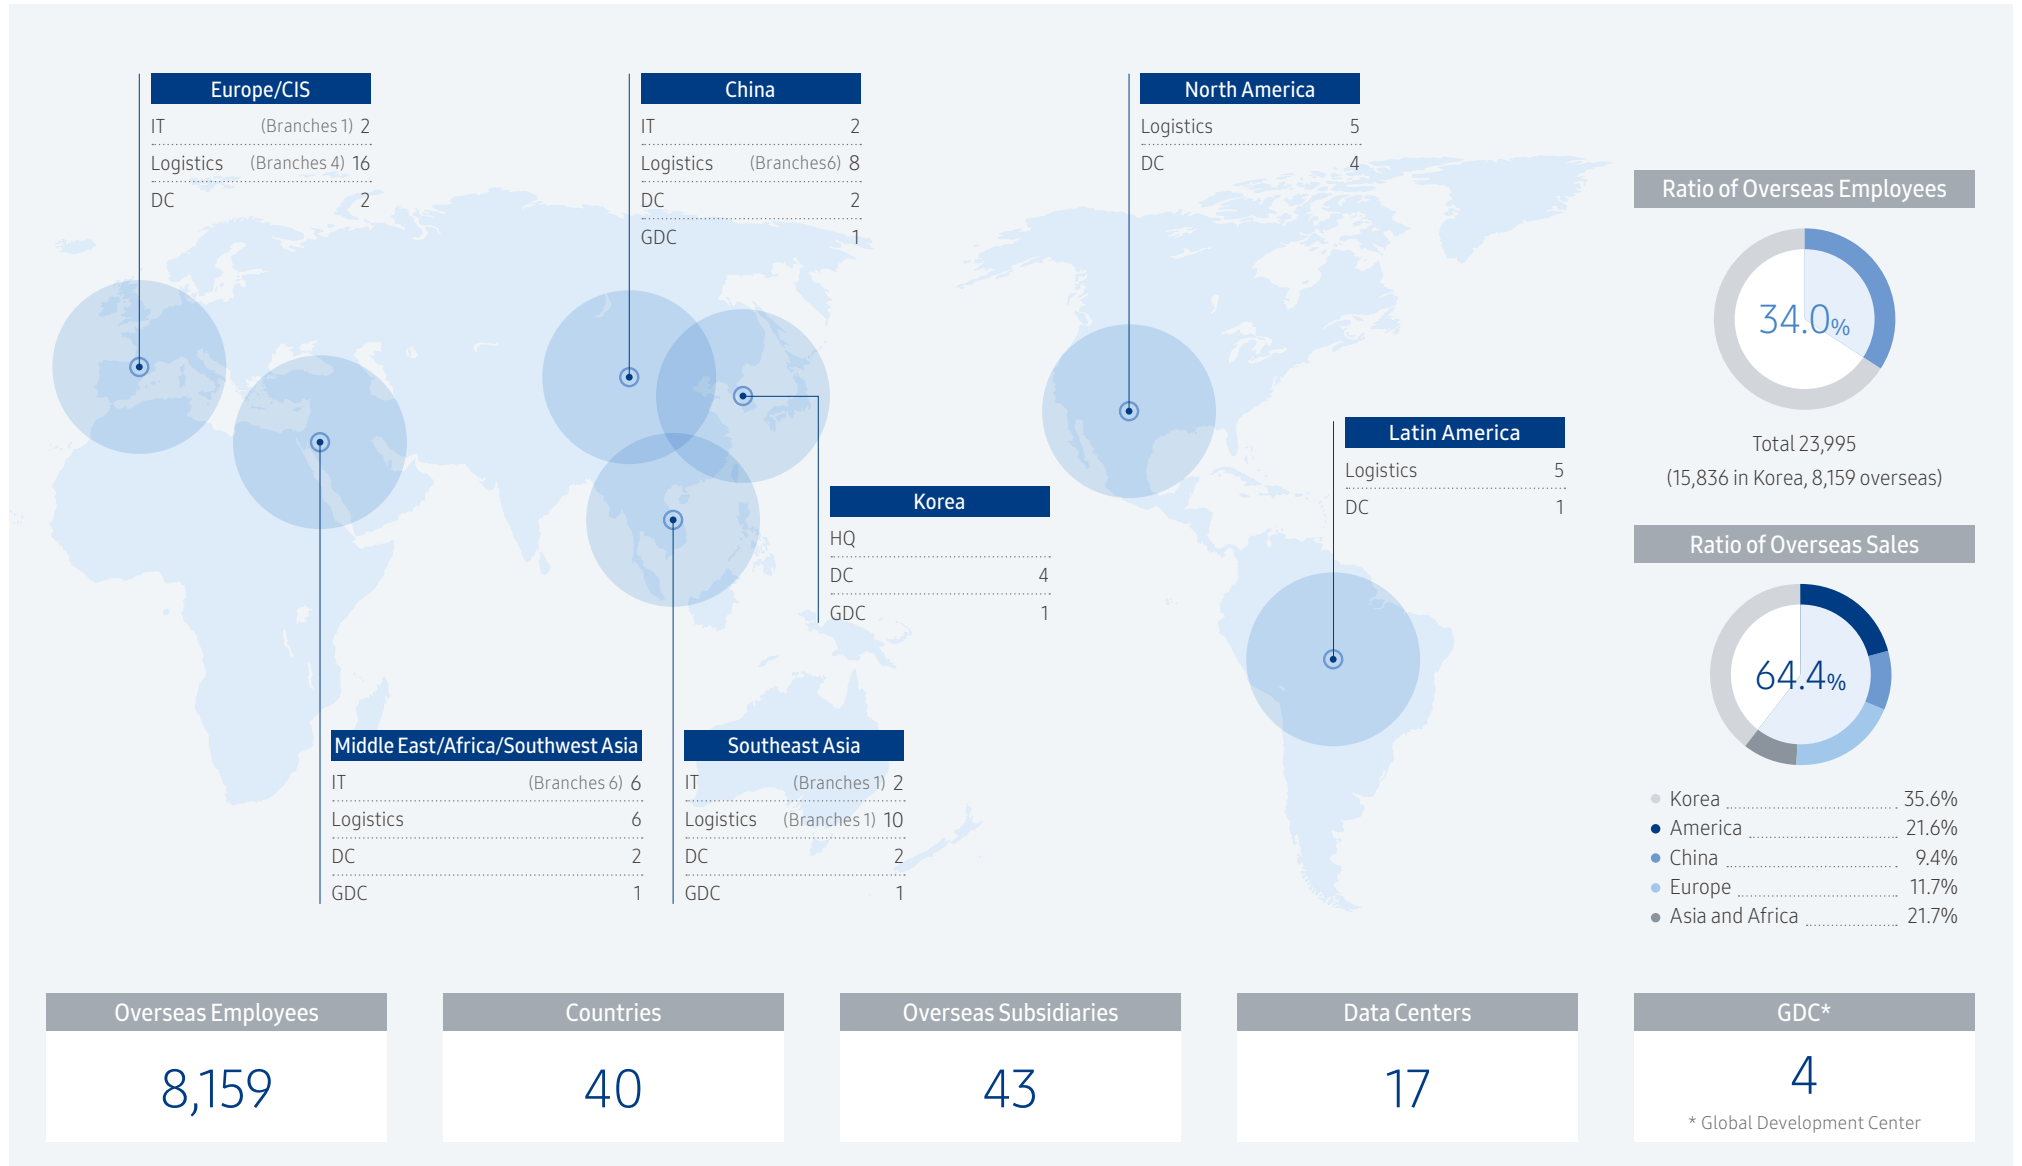 Europe/CIS
IT (Branches 1) 2
Logistics (Branches 4) 16
DC 2
China
IT 2
Logistics (Branches6) 8
DC 2
GDC 1
North America
Logistics 5
DC 4
Latin America
Logistics 5
DC 1
Korea
HQ
DC 4
GDC 1
Middle East/Africa/Southwest Asia
IT (Branches 6) 6
Logistics 6
DC 2
GDC 1
Southeast Asia
IT (Branches 1) 2
Logistics (Branches 1) 10
DC 2
GDC 1
Ratio of Overseas Employees
34.0%
Total 23,995
(15,836 in Korea, 8,159 overseas)
Ratio of Overseas Sales
64.4%
Korea 35.6%
America 21.6%
China 9.4%
Europe 11.7%
Asia and Africa 21.7%
Overseas Employees
8,159
Countries
40
Overseas Subsidiaries
43
Data Centers
17
GDC*
4
* Global Development Center